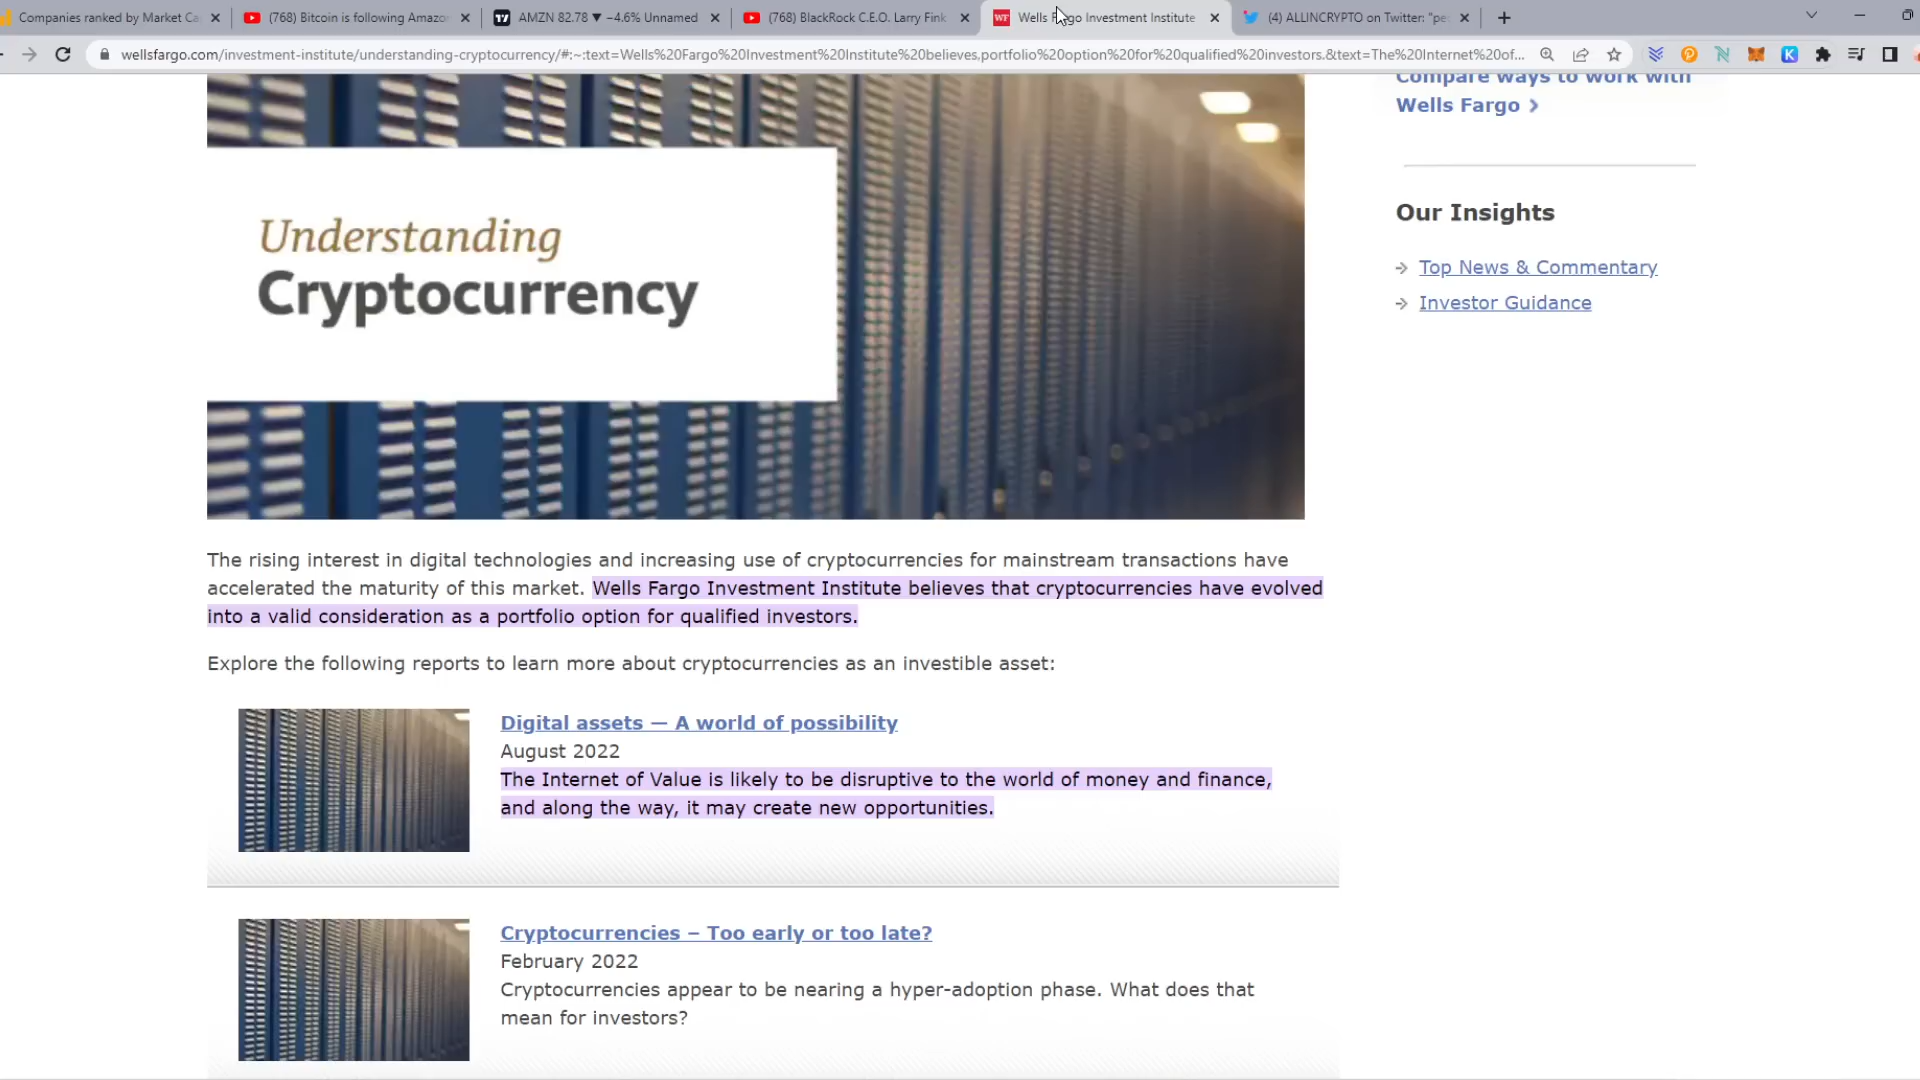 Companies ranked by Market Ca
(768) Bitcoin is following Amazo
AMZN 82.78 ▼ −4.6% Unnamed
(768) BlackRock C.E.O. Larry Fink
WF Wells Fargo Investment Institute
(4) ALLINCRYPTO on Twitter: "pe
wellsfargo.com/investment-institute/understanding-cryptocurrency/#:~:text=Wells%20Fargo%20Investment%20Institute%20believes,portfolio%20option%20for%20qualified%20investors.&text=The%20Internet%20of...
Compare ways to work with
Wells Fargo
Our Insights
Top News & Commentary
Investor Guidance
Understanding
Cryptocurrency
The rising interest in digital technologies and increasing use of cryptocurrencies for mainstream transactions have
accelerated the maturity of this market. Wells Fargo Investment Institute believes that cryptocurrencies have evolved
into a valid consideration as a portfolio option for qualified investors.
Explore the following reports to learn more about cryptocurrencies as an investible asset:
Digital assets — A world of possibility
August 2022
The Internet of Value is likely to be disruptive to the world of money and finance,
and along the way, it may create new opportunities.
Cryptocurrencies – Too early or too late?
February 2022
Cryptocurrencies appear to be nearing a hyper-adoption phase. What does that
mean for investors?